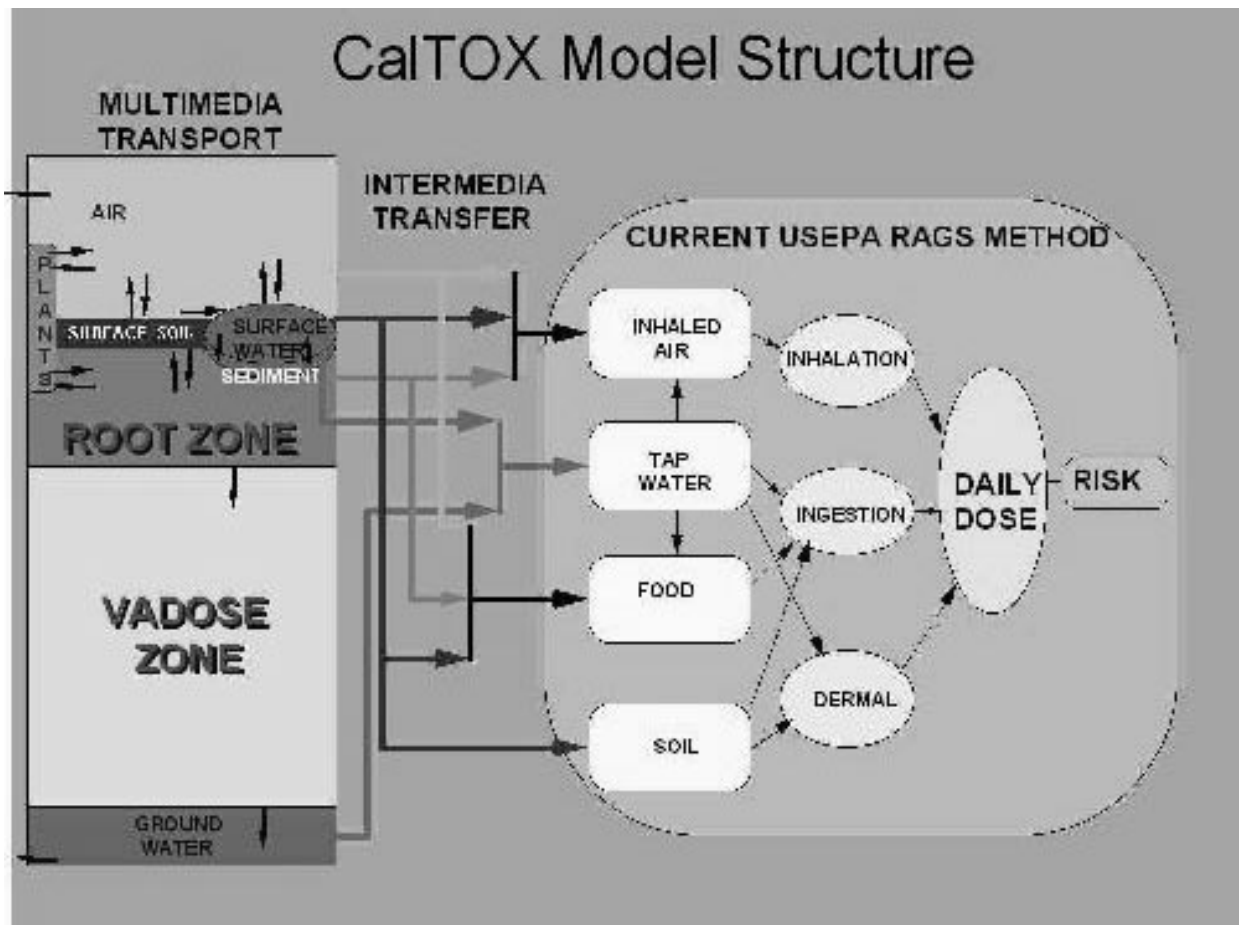 CalTOX Model Structure
MULTIMEDIA
TRANSPORT
INTERMEDIA
TRANSFER
CURRENT USEPA RAGS METHOD
AIR
PLANTS
SURFACE SOIL
SURFACE
WATER
SEDIMENT
ROOT ZONE
VADOSE
ZONE
GROUND
WATER
INHALED
AIR
TAP
WATER
FOOD
SOIL
INHALATION
INGESTION
DERMAL
DAILY
DOSE
RISK